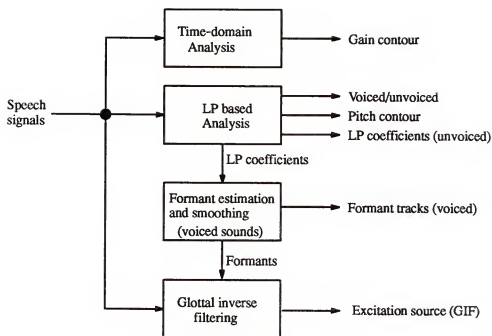 Time-domain
Analysis
Gain contour
Speech
signals
LP based
Analysis
Voiced/unvoiced
Pitch contour
LP coefficients (unvoiced)
LP coefficients
Formant estimation
and smoothing
(voiced sounds)
Formant tracks (voiced)
Formants
Glottal inverse
filtering
Excitation source (GIF)